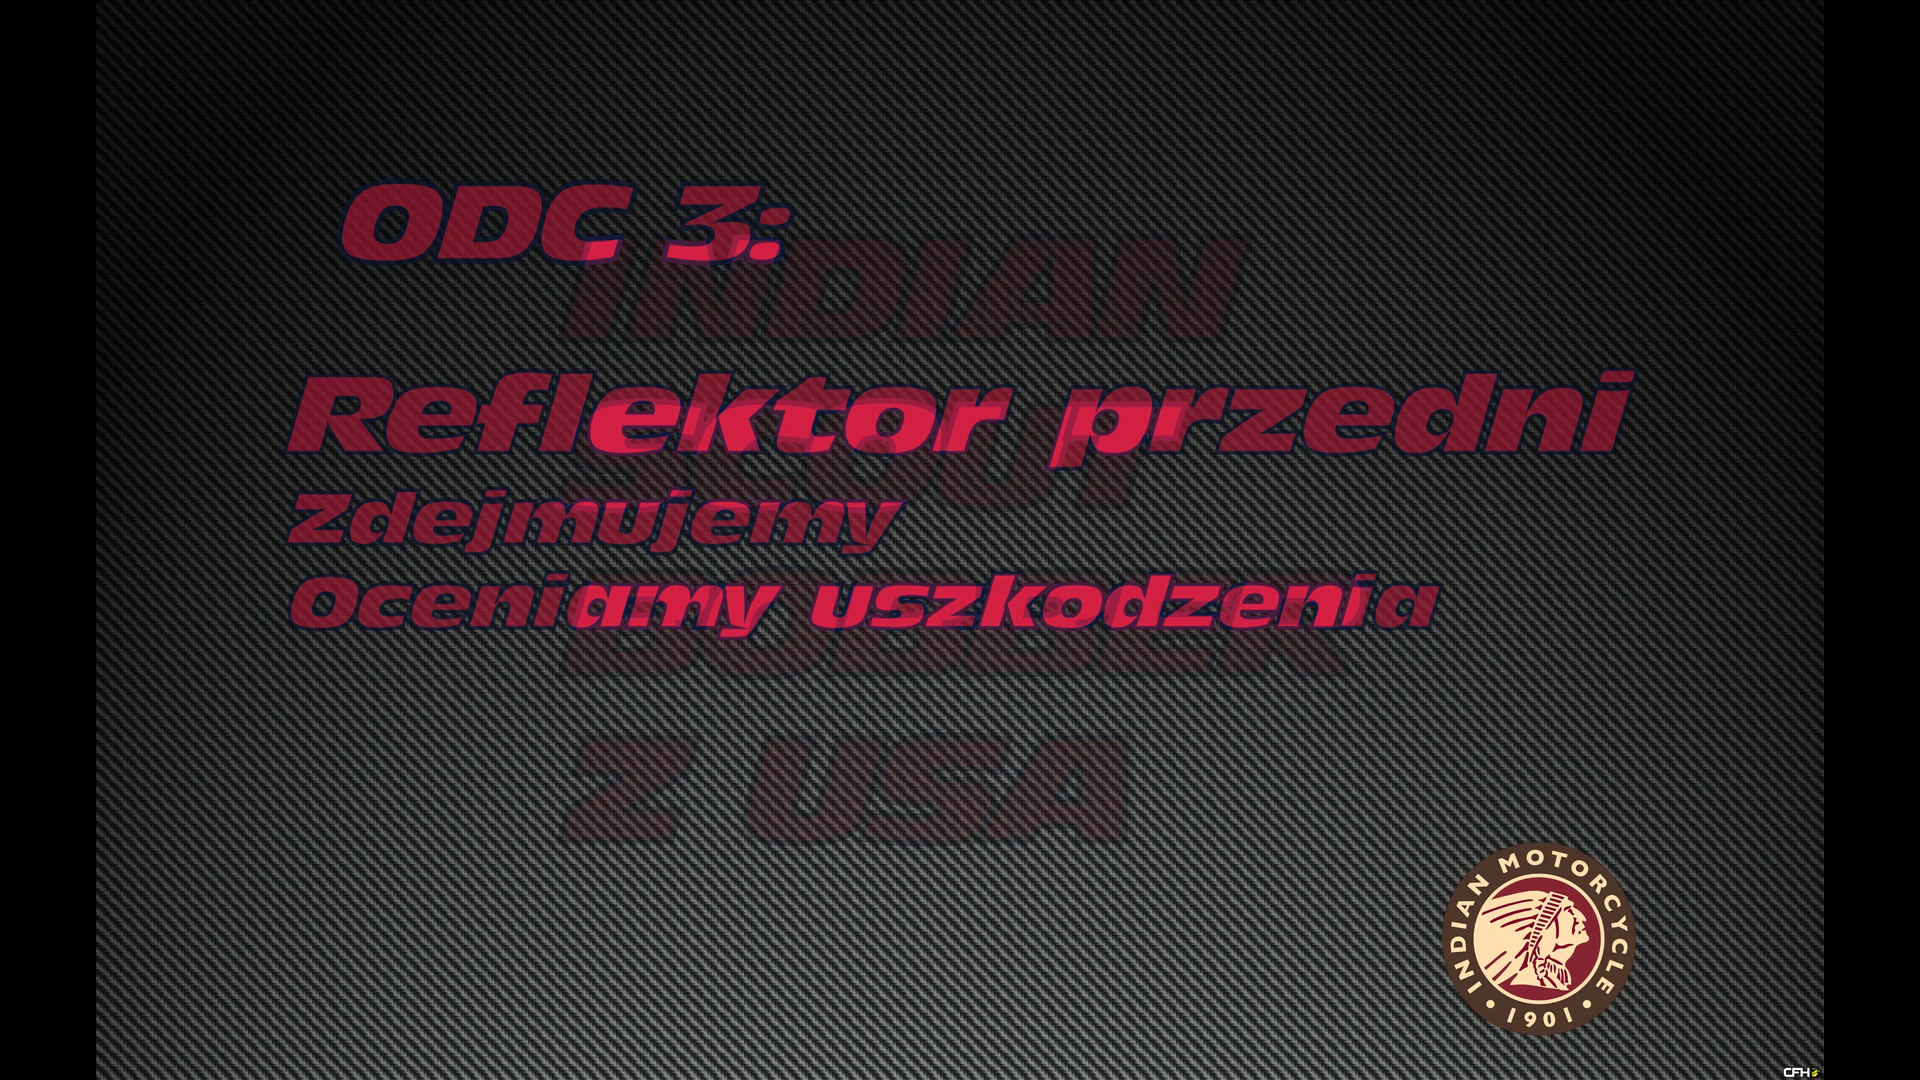 ODC 3:
INDIAN
Reflektor przedni
SCOUT
Zdejmujemy
Oceniamy uszkodzenia
BOBBER
Z USA
INDIAN MOTORCYCLE
1901
CFH